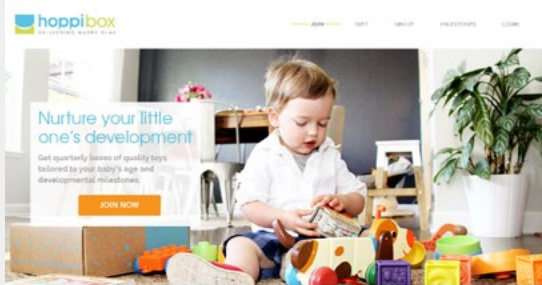 hoppibox
DELIVERING HAPPY PLAY
JOIN GIFT ABOUT MILESTONES LOGIN
Nurture your little
one's development
Get quarterly boxes of quality toys
tailored to your baby's age and
developmental milestones.
JOIN NOW